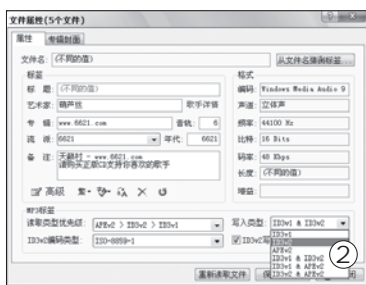 文件属性(5个文件)
属性 专辑封面
文件名: (不同的值) 从文件名猜测标签...
标签
标 题: (不同的值)
艺术家: 葫芦丝 歌手详情
专 辑: www.6621.com 音轨: 6
流 派: 6621 年代: 6621
备 注: 天籁村 - www.6621.com
请购买正版CD支持你喜欢的歌手
高级
格式
编码: Windows Media Audio 9
声道: 立体声
频率: 44100 Hz
比特: 16 Bits
码率: 48 Kbps
长度: (不同的值)
增益:
MP3标签
读取类型优先级: APEv2 > ID3v2 > ID3v1
ID3v2编码类型: ISO-8859-1
写入类型: ID3v1 & ID3v2
ID3v1
ID3v2
APEv2
ID3v1 & ID3v2
ID3v1 & APEv2
ID3v2 & APEv2
ID3v2写
重新读取文件
②